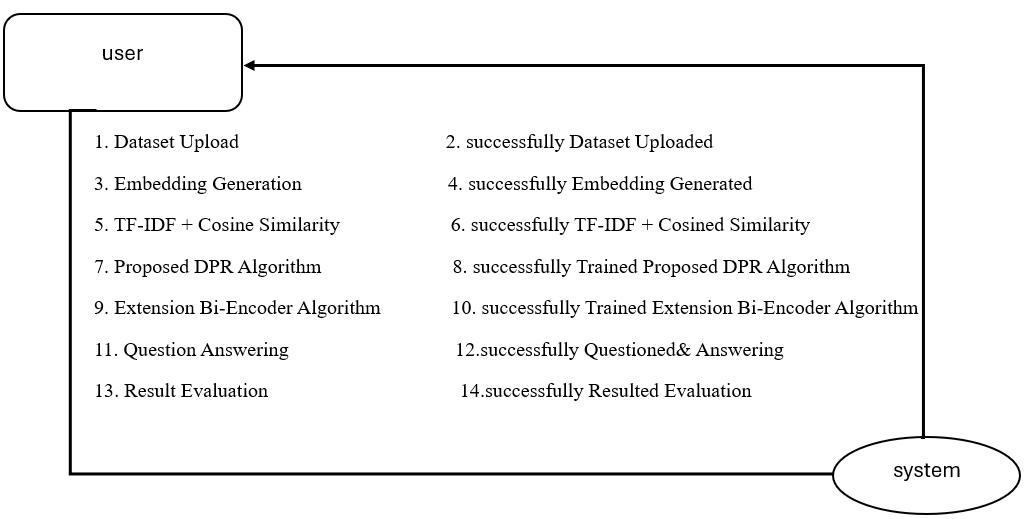 user
1. Dataset Upload
2. successfully Dataset Uploaded
3. Embedding Generation
4. successfully Embedding Generated
5. TF-IDF + Cosine Similarity
6. successfully TF-IDF + Cosined Similarity
7. Proposed DPR Algorithm
8. successfully Trained Proposed DPR Algorithm
9. Extension Bi-Encoder Algorithm
10. successfully Trained Extension Bi-Encoder Algorithm
11. Question Answering
12.successfully Questioned& Answering
13. Result Evaluation
14.successfully Resulted Evaluation
system